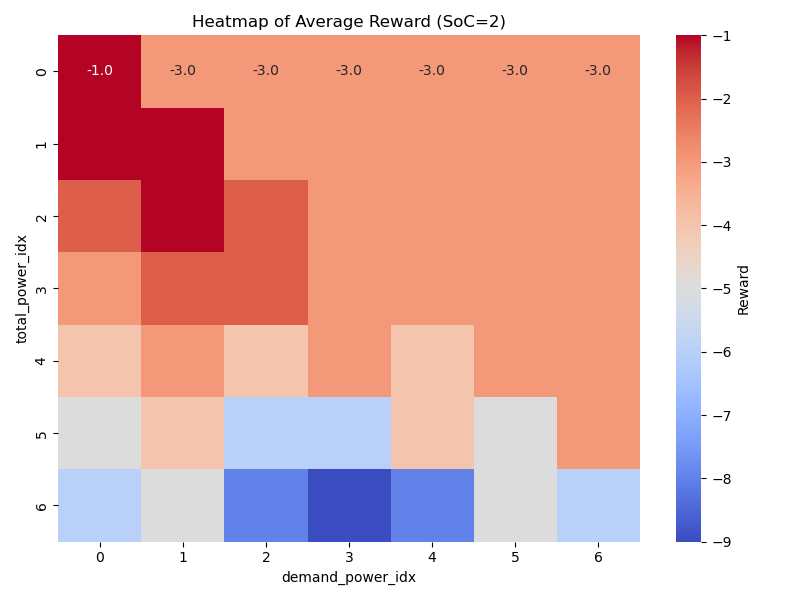 Heatmap of Average Reward (SoC=2)
0 -1.0 -3.0 -3.0 -3.0 -3.0 -3.0 -3.0
1
2
3
4
5
6
total_power_idx
0 1 2 3 4 5 6
demand_power_idx
−1
−2
−3
−4
−5
−6
−7
−8
−9
Reward